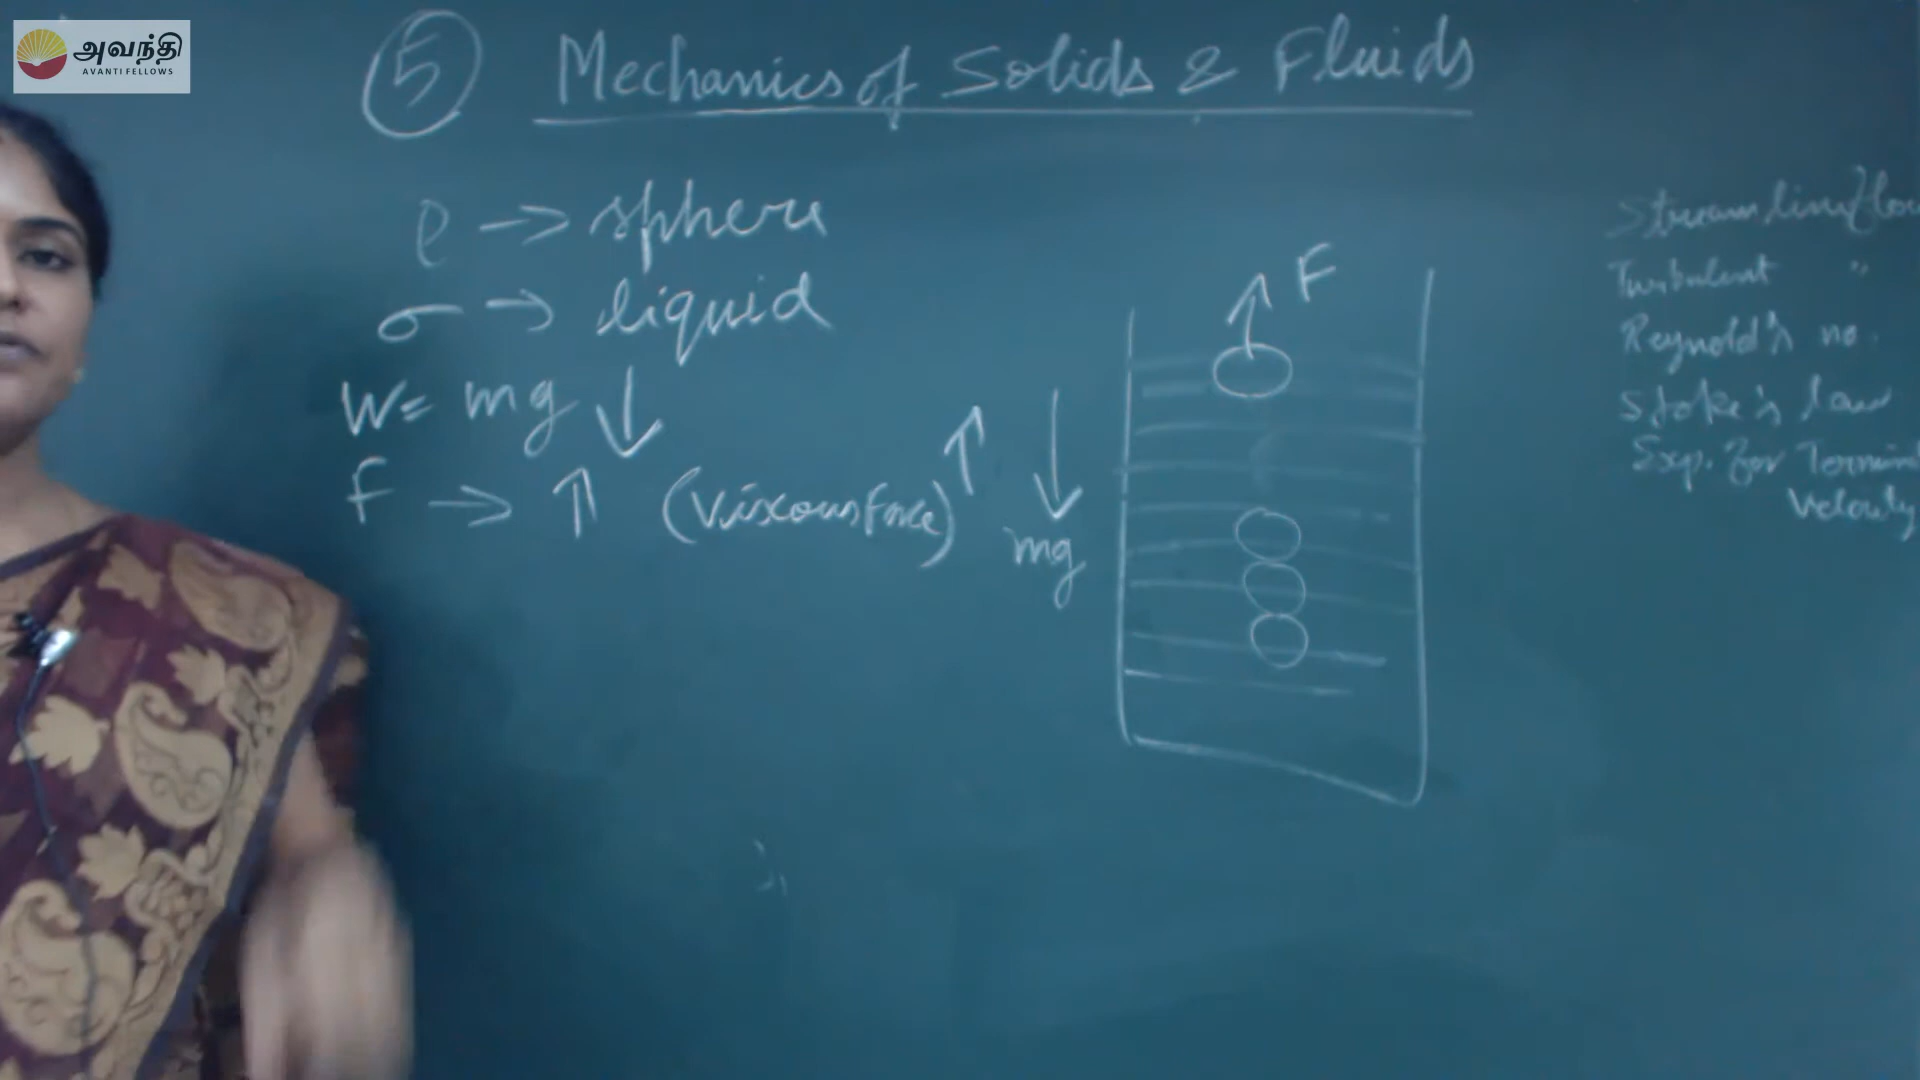 அவந்தி
AVANTI FELLOWS
5 Mechanics of Solids & Fluids
ρ → sphere
σ → liquid
W = mg ↓
F → ↑ (Viscous Force) ↑
mg
F
Streamline flow
Turbulent "
Reynold's no.
Stoke's law
Exp. for Termin
Velocity